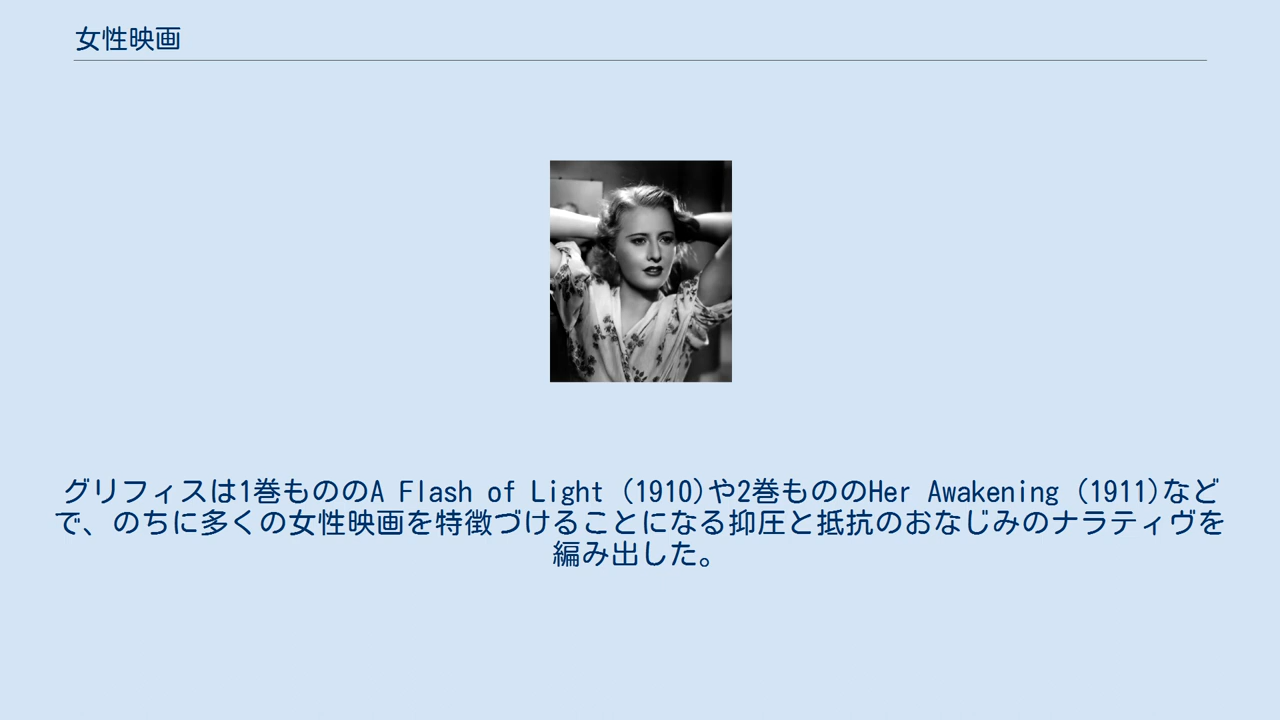 女性映画
グリフィスは1巻もののA Flash of Light (1910)や2巻もののHer Awakening (1911)など
で、のちに多くの女性映画を特徴づけることになる抑圧と抵抗のおなじみのナラティヴを
編み出した。